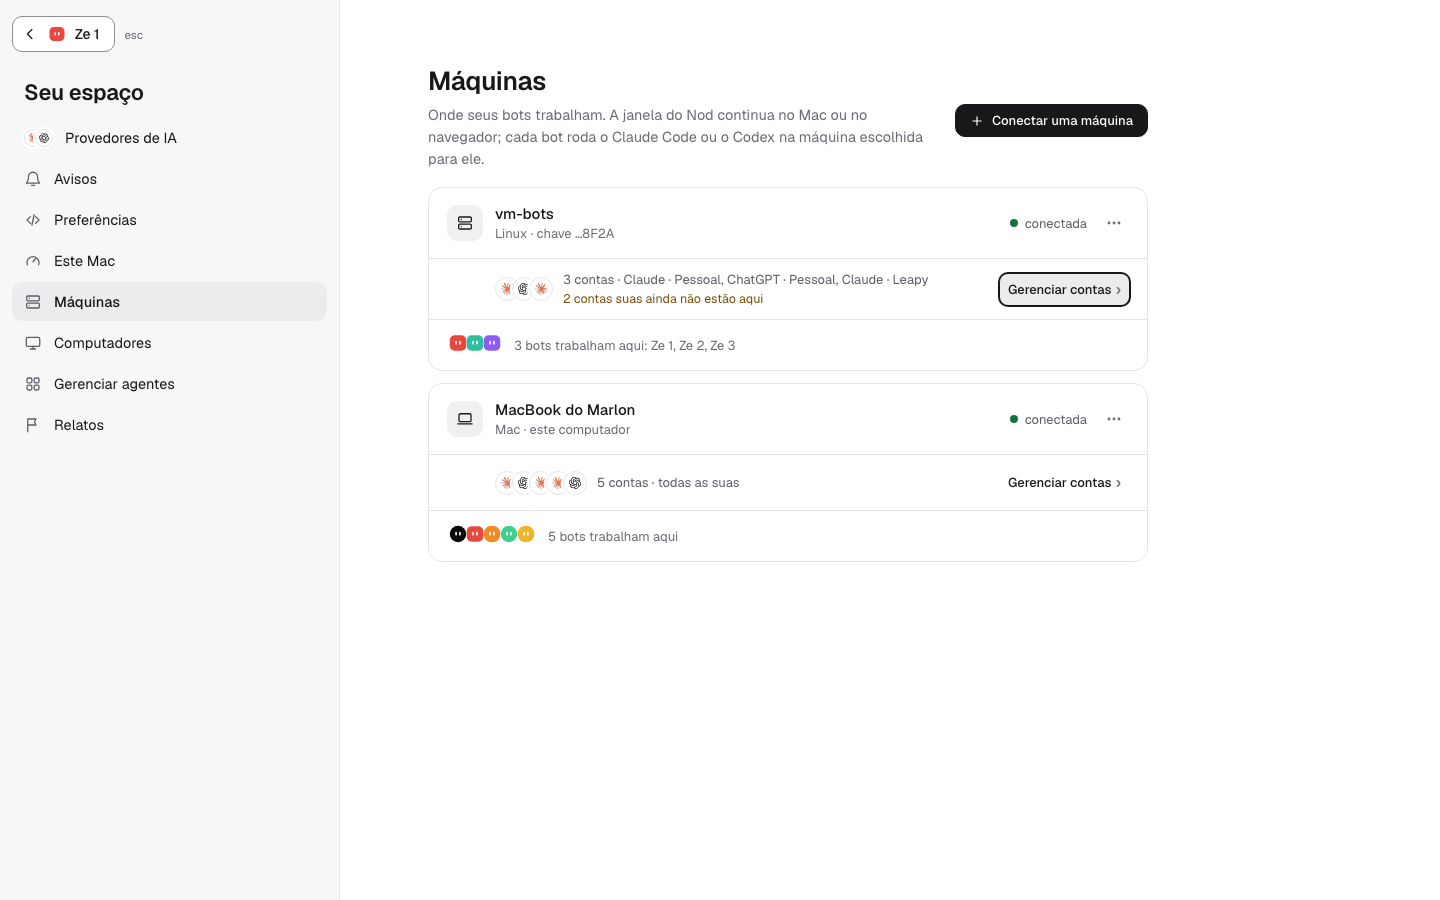 Ze 1
esc
Seu espaço
Provedores de IA
Avisos
Preferências
Este Mac
Máquinas
Computadores
Gerenciar agentes
Relatos
Máquinas
Onde seus bots trabalham. A janela do Nod continua no Mac ou no
navegador; cada bot roda o Claude Code ou o Codex na máquina escolhida
para ele.
+ Conectar uma máquina
vm-bots
Linux · chave …8F2A
conectada
3 contas · Claude · Pessoal, ChatGPT · Pessoal, Claude · Leapy
2 contas suas ainda não estão aqui
Gerenciar contas ›
3 bots trabalham aqui: Ze 1, Ze 2, Ze 3
MacBook do Marlon
Mac · este computador
conectada
5 contas · todas as suas
Gerenciar contas ›
5 bots trabalham aqui